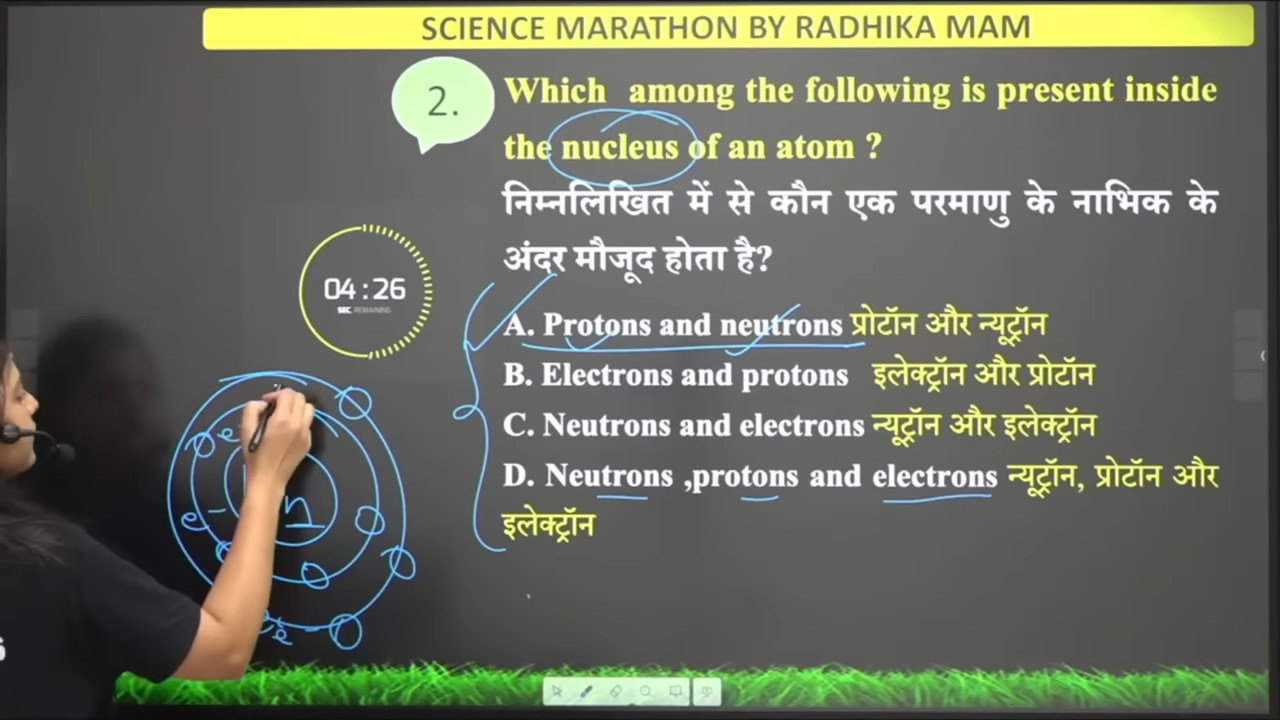 SCIENCE MARATHON BY RADHIKA MAM
2.
Which among the following is present inside
the nucleus of an atom ?
निम्नलिखित में से कौन एक परमाणु के नाभिक के
अंदर मौजूद होता है?
04:26
SEC. REMAINING
A. Protons and neutrons प्रोटॉन और न्यूट्रॉन
B. Electrons and protons इलेक्ट्रॉन और प्रोटॉन
C. Neutrons and electrons न्यूट्रॉन और इलेक्ट्रॉन
D. Neutrons ,protons and electrons न्यूट्रॉन, प्रोटॉन और
इलेक्ट्रॉन
e
e-
n
e